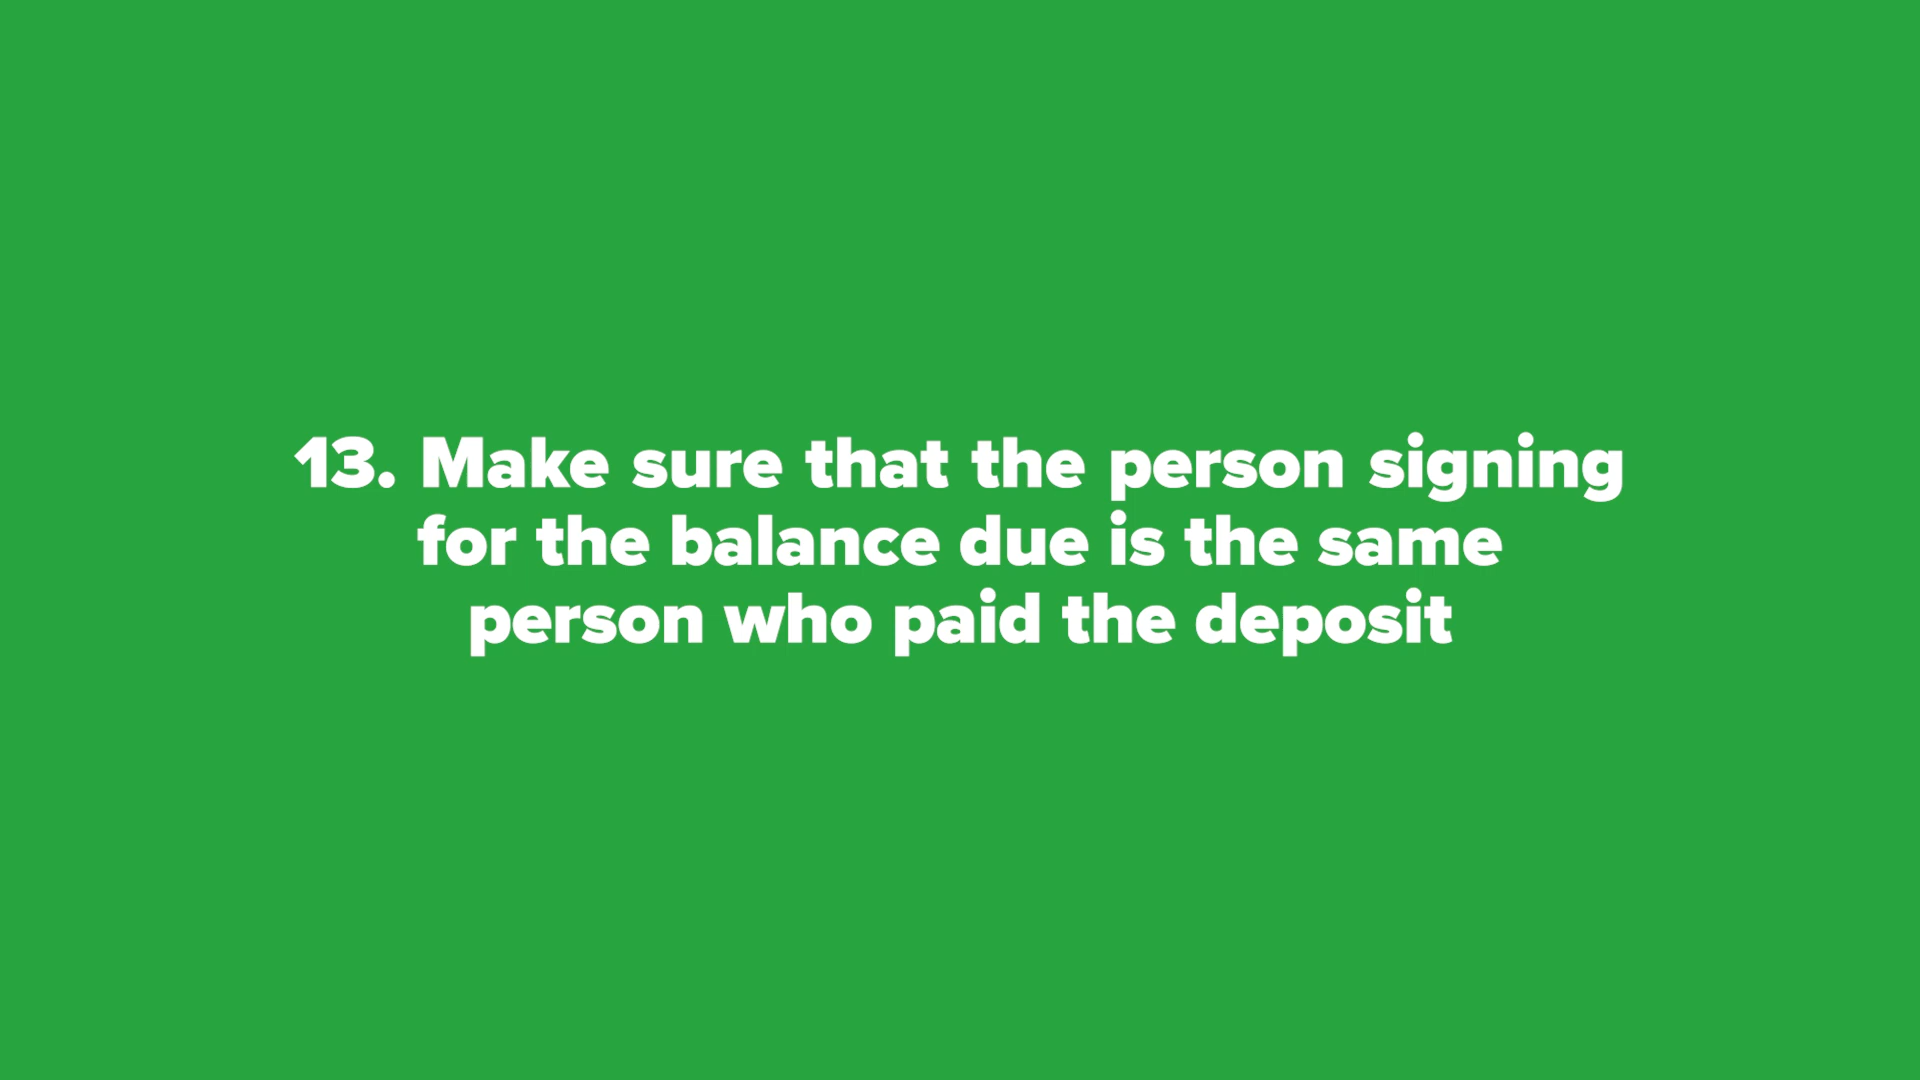 13. Make sure that the person signing
for the balance due is the same
person who paid the deposit